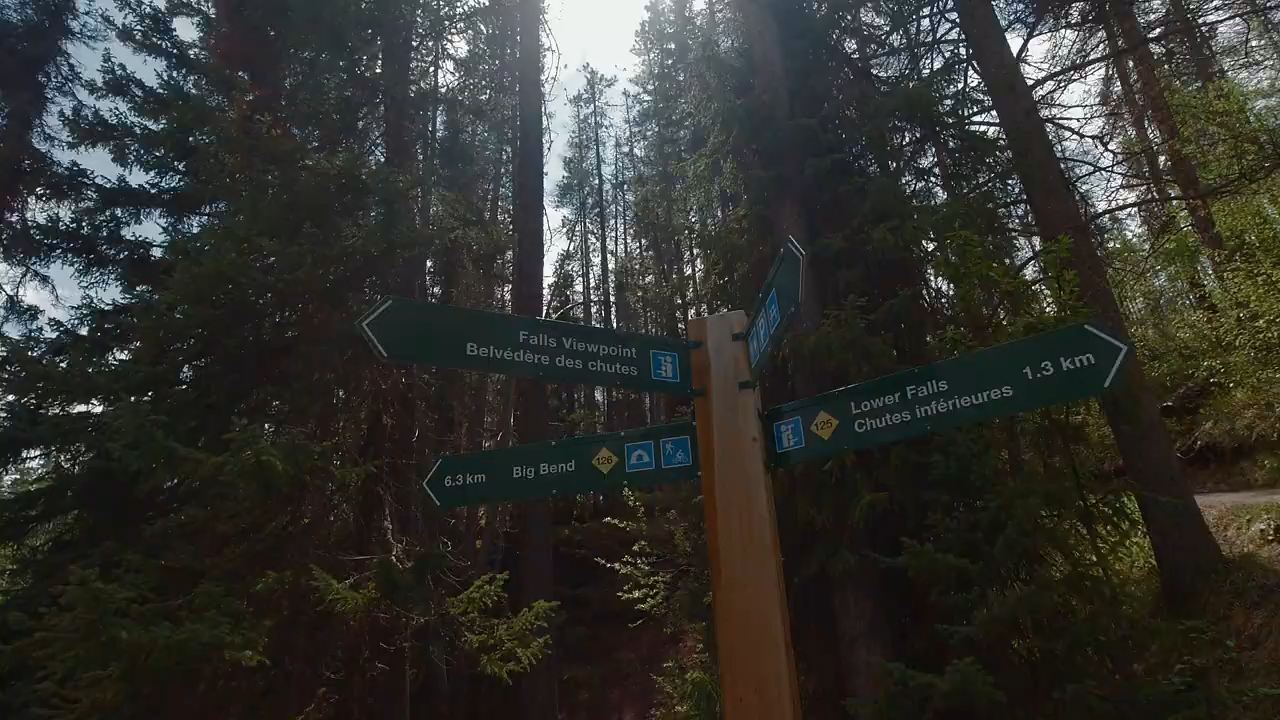 Falls Viewpoint
Belvédère des chutes
6.3 km Big Bend 126
125 Lower Falls 1.3 km
Chutes inférieures